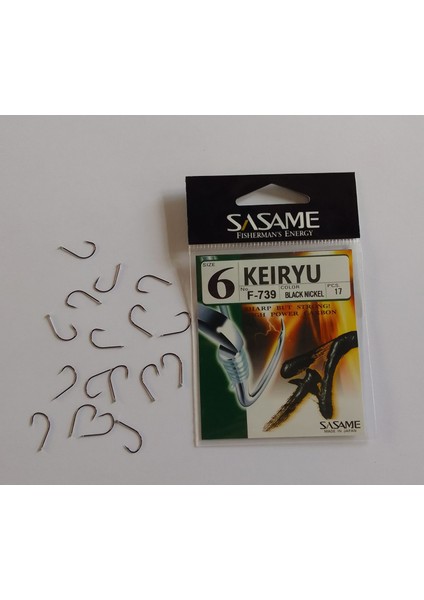 SASAME
FISHERMAN'S ENERGY
SIZE
6
KEIRYU
No. F-739
COLOR BLACK NICKEL
PCS. 17
SHARP BUT STRONG!
HIGH POWER CARBON
SASAME
MADE IN JAPAN